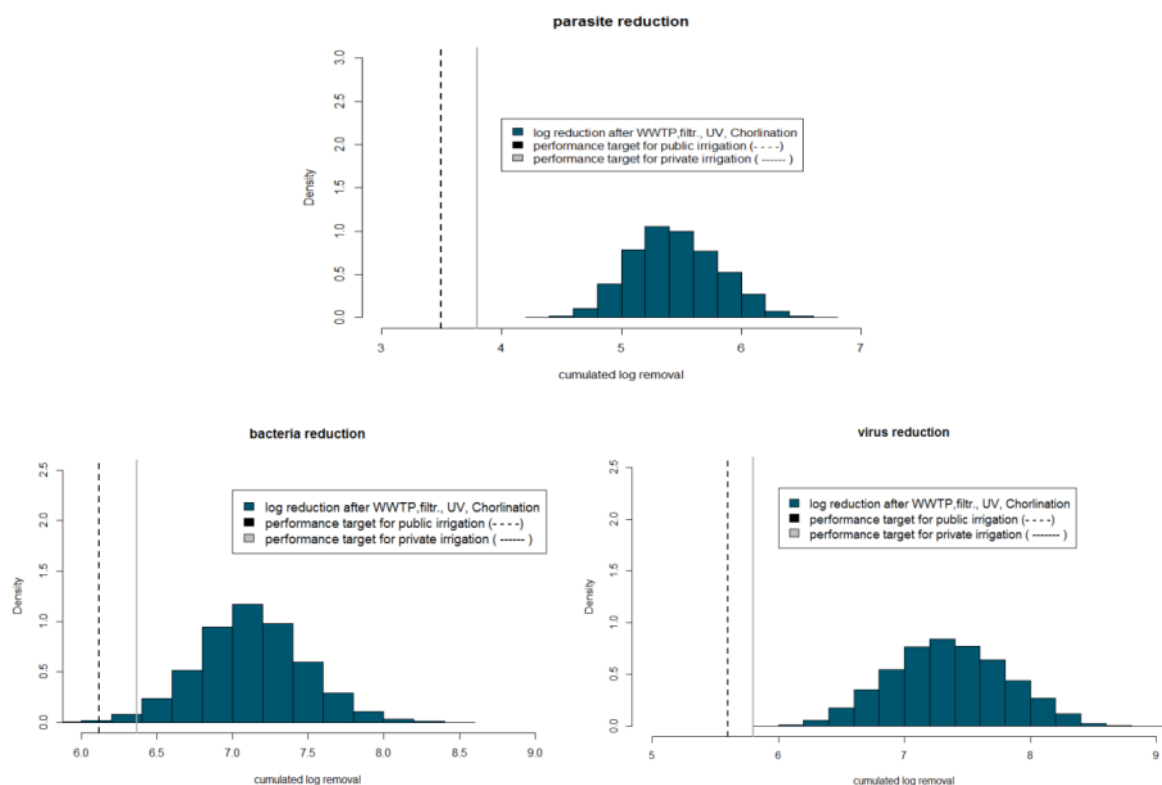 parasite reduction
3.0
2.5
2.0
1.5
1.0
0.5
0.0
Density
log reduction after WWTP,filtr., UV, Chorlination
performance target for public irrigation (- - - -)
performance target for private irrigation ( ------ )
3 4 5 6 7
cumulated log removal
bacteria reduction
2.5
2.0
1.5
1.0
0.5
0.0
Density
log reduction after WWTP,filtr., UV, Chorlination
performance target for public irrigation (- - - -)
performance target for private irrigation ( ------ )
6.0 6.5 7.0 7.5 8.0 8.5 9.0
cumulated log removal
virus reduction
2.5
2.0
1.5
1.0
0.5
0.0
Density
log reduction after WWTP,filtr., UV, Chorlination
performance target for public irrigation (- - - -)
performance target for private irrigation ( ------- )
5 6 7 8 9
cumulated log removal